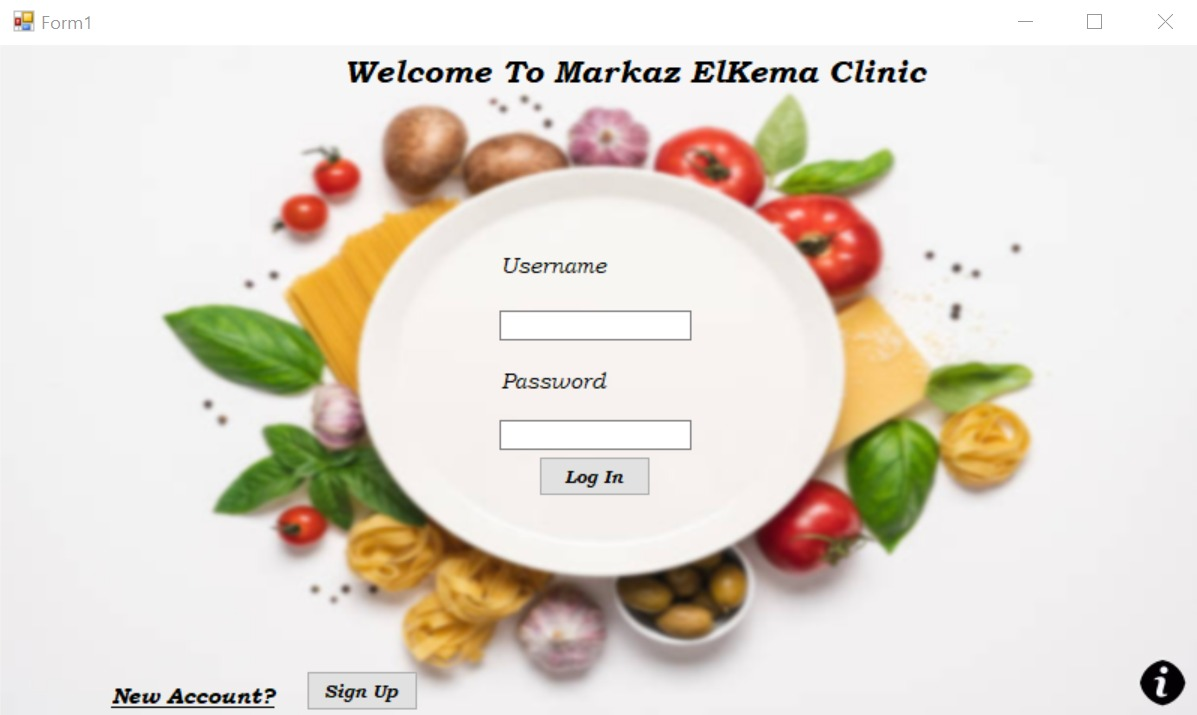 Form1
Welcome To Markaz ElKema Clinic
Username
Password
Log In
New Account?
Sign Up